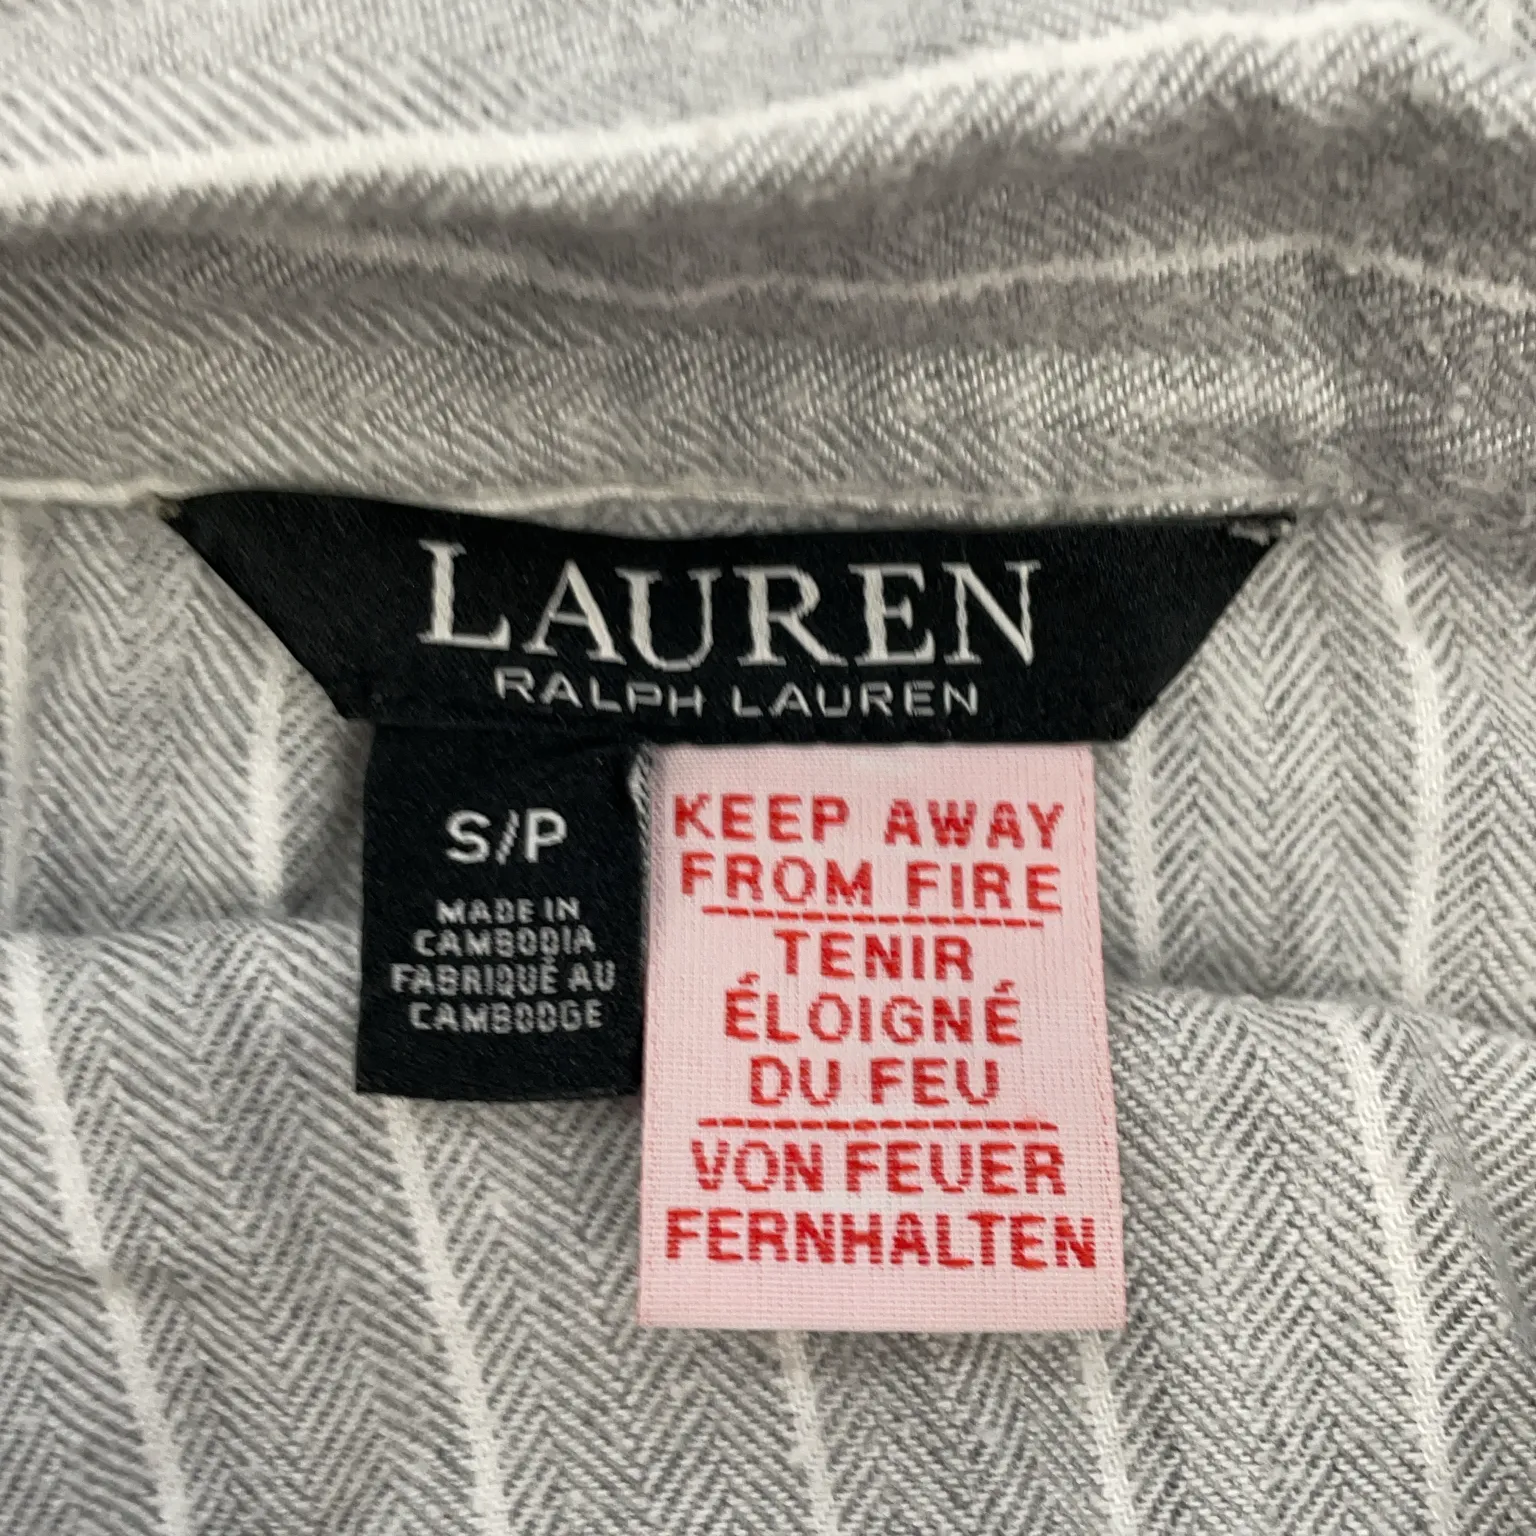 LAUREN
RALPH LAUREN
S/P
MADE IN
CAMBODIA
FABRIQUÉ AU
CAMBODGE
KEEP AWAY
FROM FIRE
TENIR
ÉLOIGNÉ
DU FEU
VON FEUER
FERNHALTEN